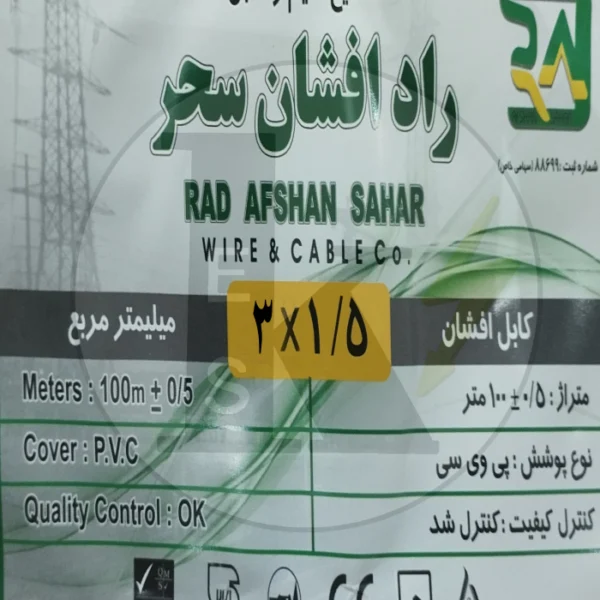 راد افشان سحر
RAD AFSHAN SAHAR
WIRE & CABLE Co.
شماره ثبت: ۸۸۶۹۹ (سهامی خاص)
کابل افشان ۳x۱/۵ میلیمتر مربع
متراژ: ۱۰۰±۰/۵ متر
Meters : 100m ± 0/5
نوع پوشش: پی وی سی
Cover : P.V.C
کنترل کیفیت: کنترل شد
Quality Control : OK